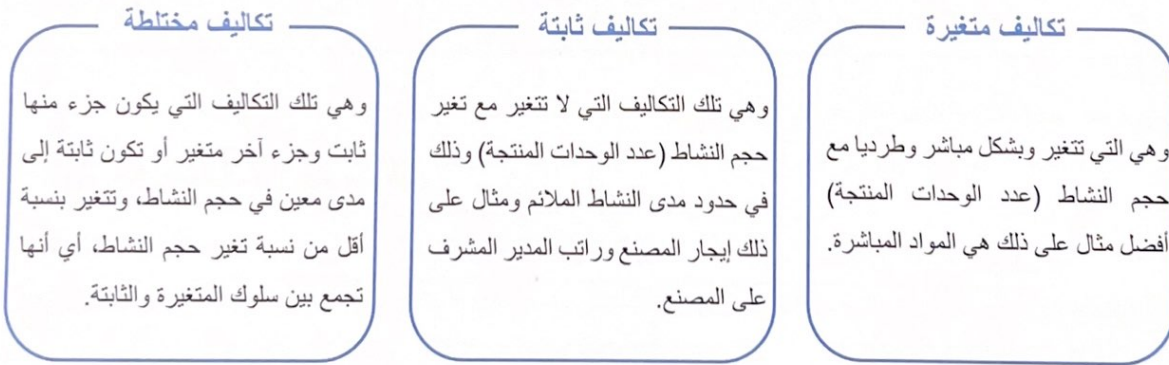 تكاليف متغيرة
وهي التي تتغير وبشكل مباشر وطرديا مع
حجم النشاط (عدد الوحدات المنتجة)
أفضل مثال على ذلك هي المواد المباشرة.
تكاليف ثابتة
وهي تلك التكاليف التي لا تتغير مع تغير
حجم النشاط (عدد الوحدات المنتجة) وذلك
في حدود مدى النشاط الملائم ومثال على
ذلك إيجار المصنع وراتب المدير المشرف
على المصنع.
تكاليف مختلطة
وهي تلك التكاليف التي يكون جزء منها
ثابت وجزء آخر متغير أو تكون ثابتة إلى
مدى معين في حجم النشاط، وتتغير بنسبة
أقل من نسبة تغير حجم النشاط، أي أنها
تجمع بين سلوك المتغيرة والثابتة.